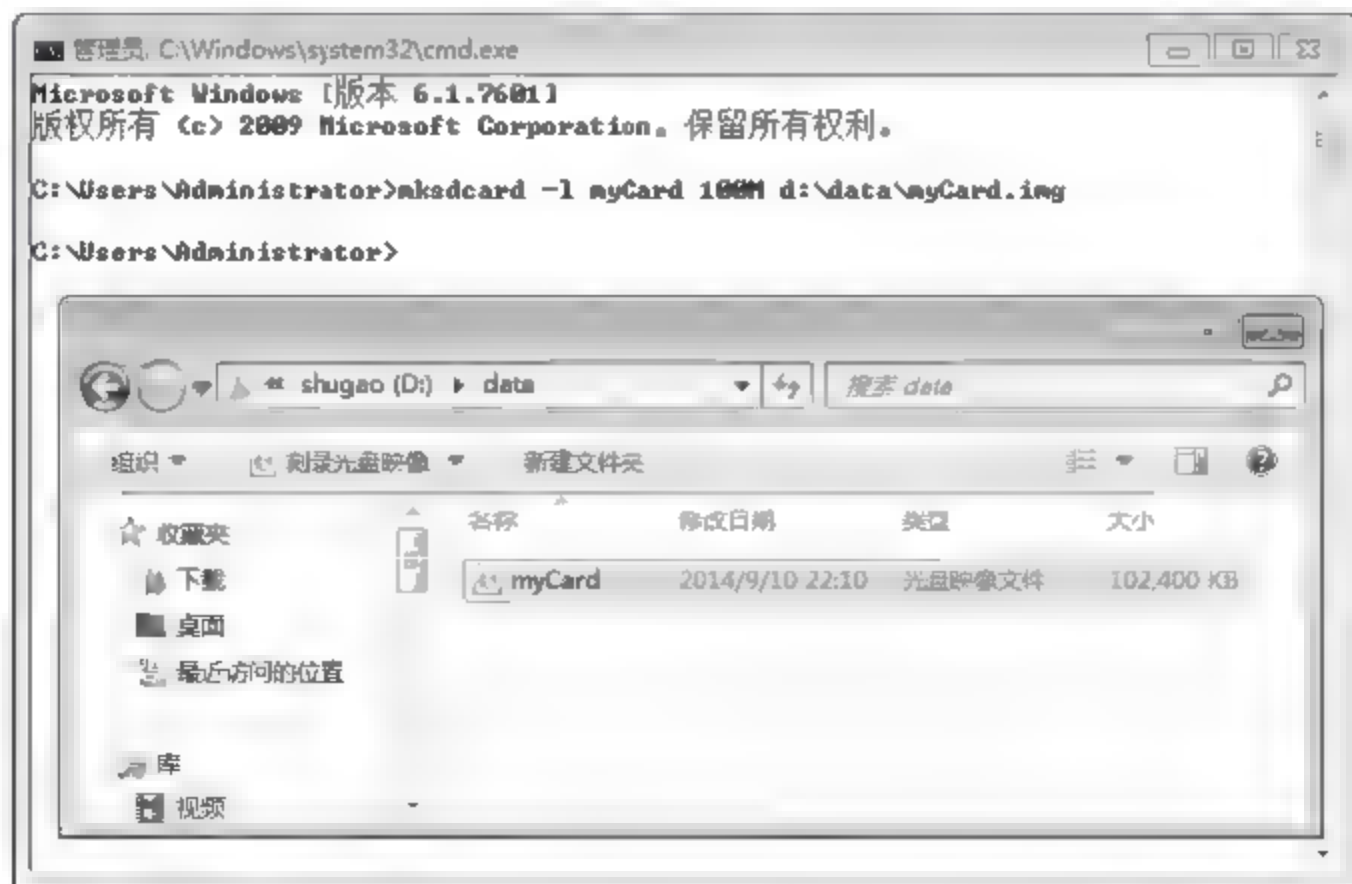 管理员: C:\Windows\system32\cmd.exe
Microsoft Windows [版本 6.1.7601]
版权所有 (c) 2009 Microsoft Corporation。保留所有权利。
C:\Users\Administrator>mksdcard -l myCard 100M d:\data\myCard.img
C:\Users\Administrator>
shugao (D:) data
搜索 data
组织 刻录光盘映像 新建文件夹
名称 修改日期 类型 大小
收藏夹
myCard 2014/9/10 22:10 光盘映像文件 102,400 KB
下载
桌面
最近访问的位置
库
视频